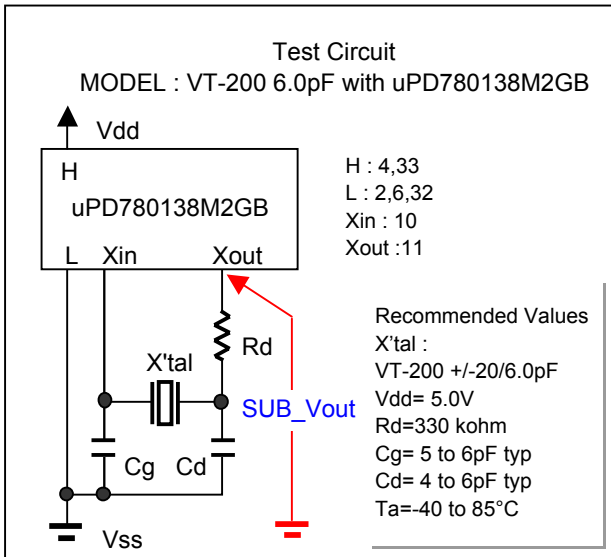 Test Circuit
MODEL : VT-200 6.0pF with uPD780138M2GB
Vdd
H
uPD780138M2GB
L Xin Xout
H : 4,33
L : 2,6,32
Xin : 10
Xout :11
Rd
X'tal
SUB_Vout
Cg Cd
Vss
Recommended Values
X'tal :
VT-200 +/-20/6.0pF
Vdd= 5.0V
Rd=330 kohm
Cg= 5 to 6pF typ
Cd= 4 to 6pF typ
Ta=-40 to 85°C